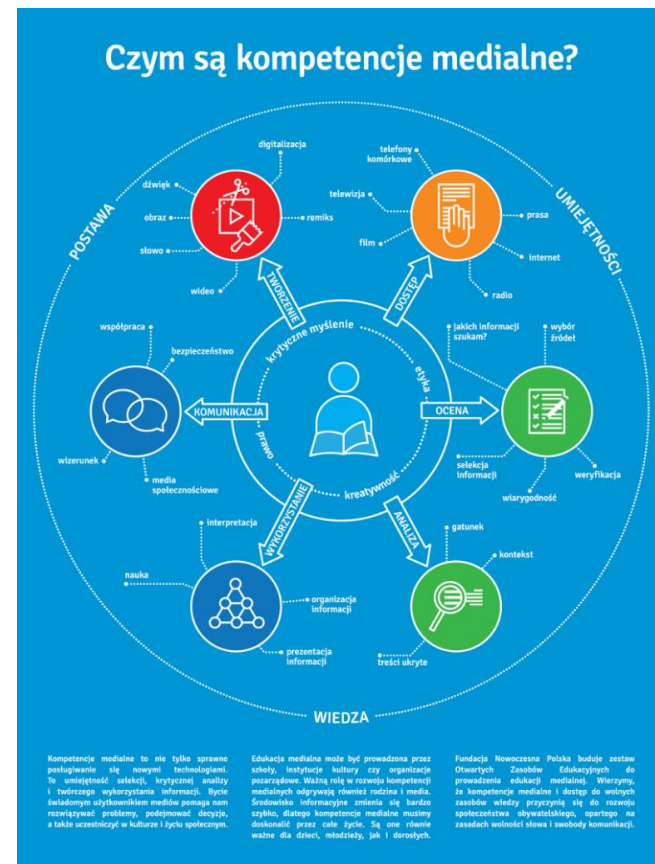 Czym są kompetencje medialne?
digitalizacja
dźwięk
obraz
słowo
wideo
remiks
telefony
komórkowe
telewizja
film
prasa
internet
radio
POSTAWA
UMIEJĘTNOŚCI
TWORZENIE
DOSTĘP
krytyczne myślenie
etyka
prawo
kreatywność
współpraca
bezpieczeństwo
wizerunek
media
społecznościowe
KOMUNIKACJA
OCENA
jakich informacji
szukam?
wybór
źródeł
selekcja
informacji
weryfikacja
wiarygodność
WYKORZYSTANIE
ANALIZA
interpretacja
nauka
organizacja
informacji
prezentacja
informacji
gatunek
kontekst
treści ukryte
WIEDZA
Kompetencje medialne to nie tylko sprawne
posługiwanie się nowymi technologiami.
To umiejętność selekcji, krytycznej analizy
i twórczego wykorzystania informacji. Bycie
świadomym użytkownikiem mediów pomaga nam
rozwiązywać problemy, podejmować decyzje,
a także uczestniczyć w kulturze i życiu społecznym.
Edukacja medialna może być prowadzona przez
szkoły, instytucje kultury czy organizacje
pozarządowe. Ważną rolę w rozwoju kompetencji
medialnych odgrywają również rodzina i media.
Środowisko informacyjne zmienia się bardzo
szybko, dlatego kompetencje medialne musimy
doskonalić przez całe życie. Są one równie
ważne dla dzieci, młodzieży, jak i dorosłych.
Fundacja Nowoczesna Polska buduje zestaw
Otwartych Zasobów Edukacyjnych do
prowadzenia edukacji medialnej. Wierzymy,
że kompetencje medialne i dostęp do wolnych
zasobów wiedzy przyczynią się do rozwoju
społeczeństwa obywatelskiego, opartego na
zasadach wolności słowa i swobody komunikacji.